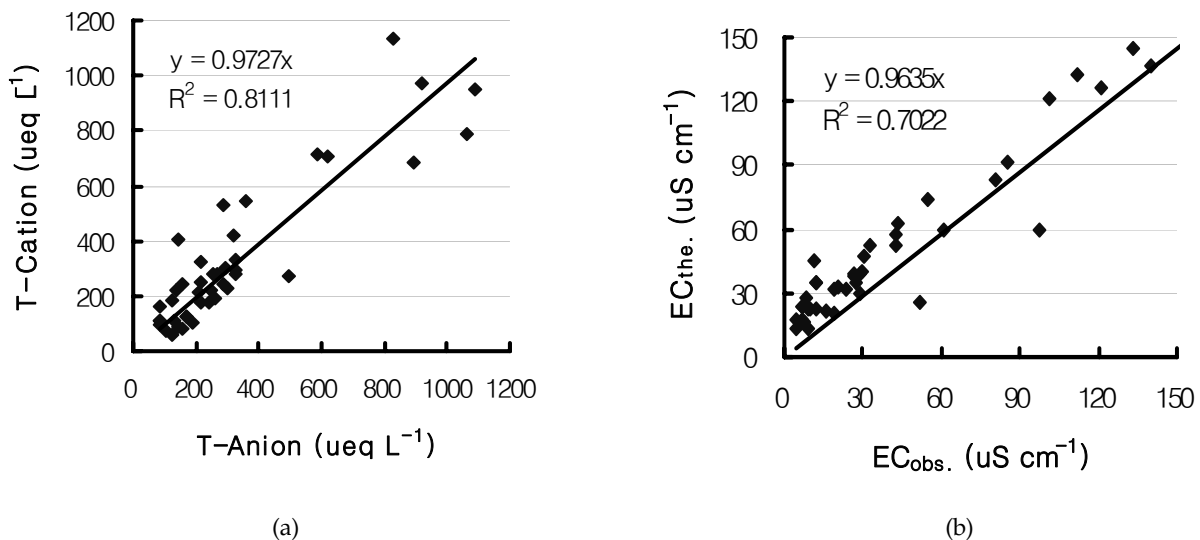 1200
1000
800
600
400
200
0
T-Cation (ueq L⁻¹)
y = 0.9727x
R² = 0.8111
0 200 400 600 800 1000 1200
T-Anion (ueq L⁻¹)
(a)
150
120
90
60
30
0
ECthe. (uS cm⁻¹)
y = 0.9635x
R² = 0.7022
0 30 60 90 120 150
ECobs. (uS cm⁻¹)
(b)